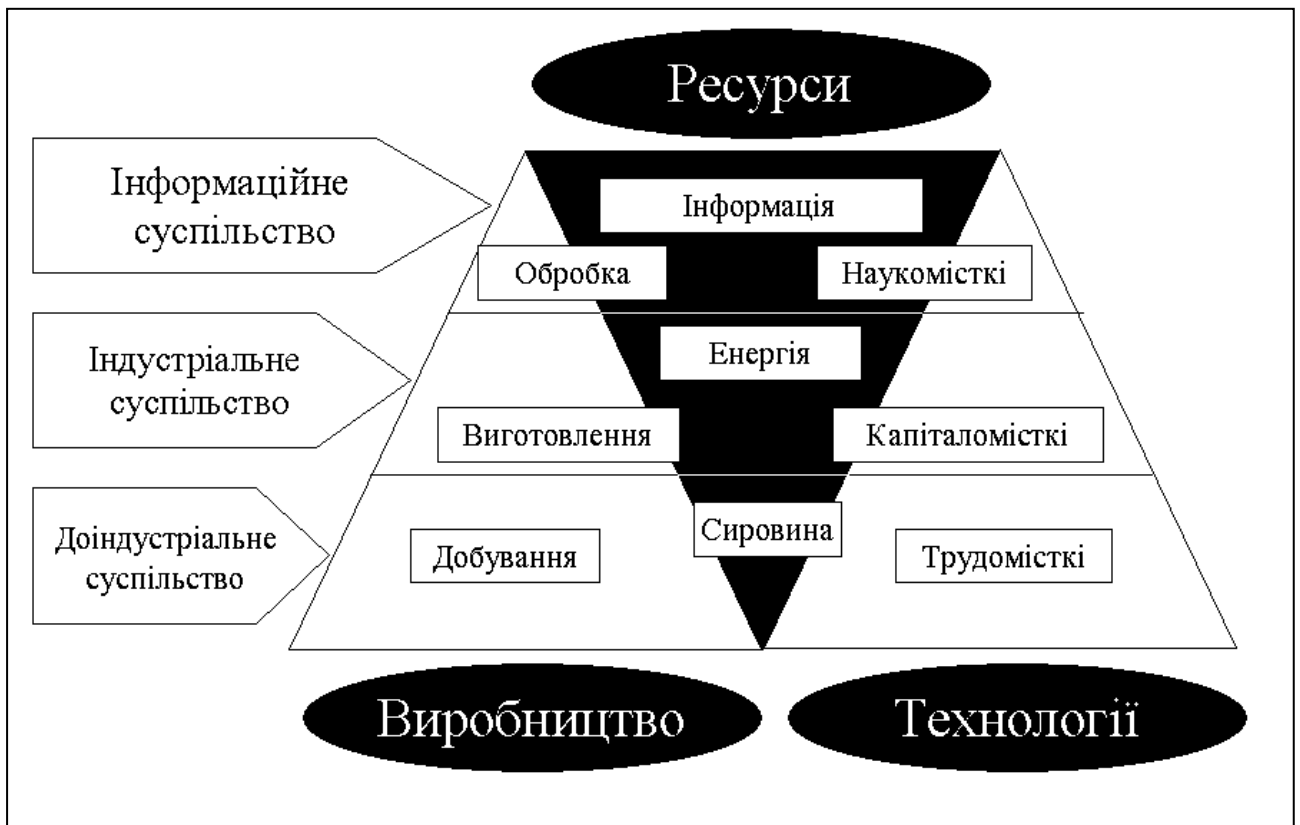 Ресурси
Інформаційне
суспільство
Інформація
Обробка
Наукомісткі
Індустріальне
суспільство
Енергія
Виготовлення
Капіталомісткі
Доіндустріальне
суспільство
Сировина
Добування
Трудомісткі
Виробництво
Технології